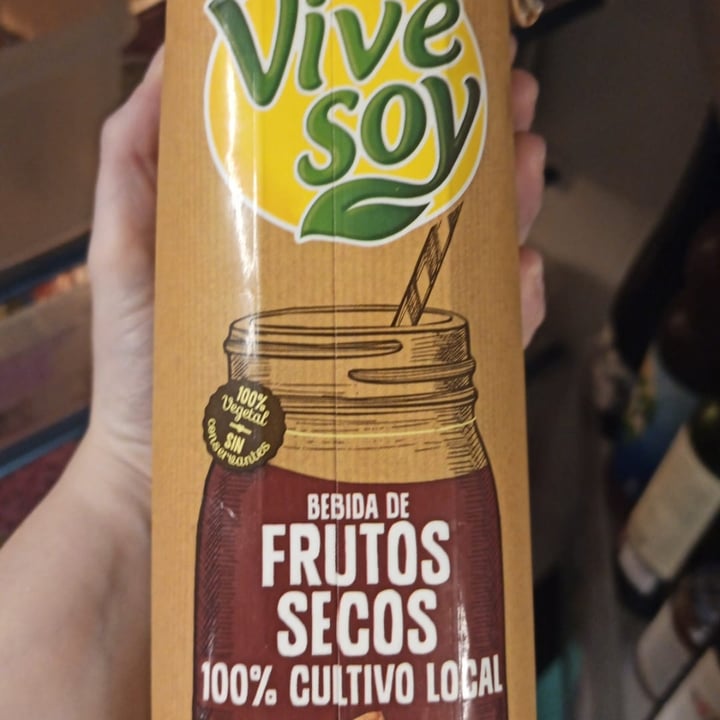 Vive
soy
100%
Vegetal
SIN
conservantes
BEBIDA DE
FRUTOS
SECOS
100% CULTIVO LOCAL